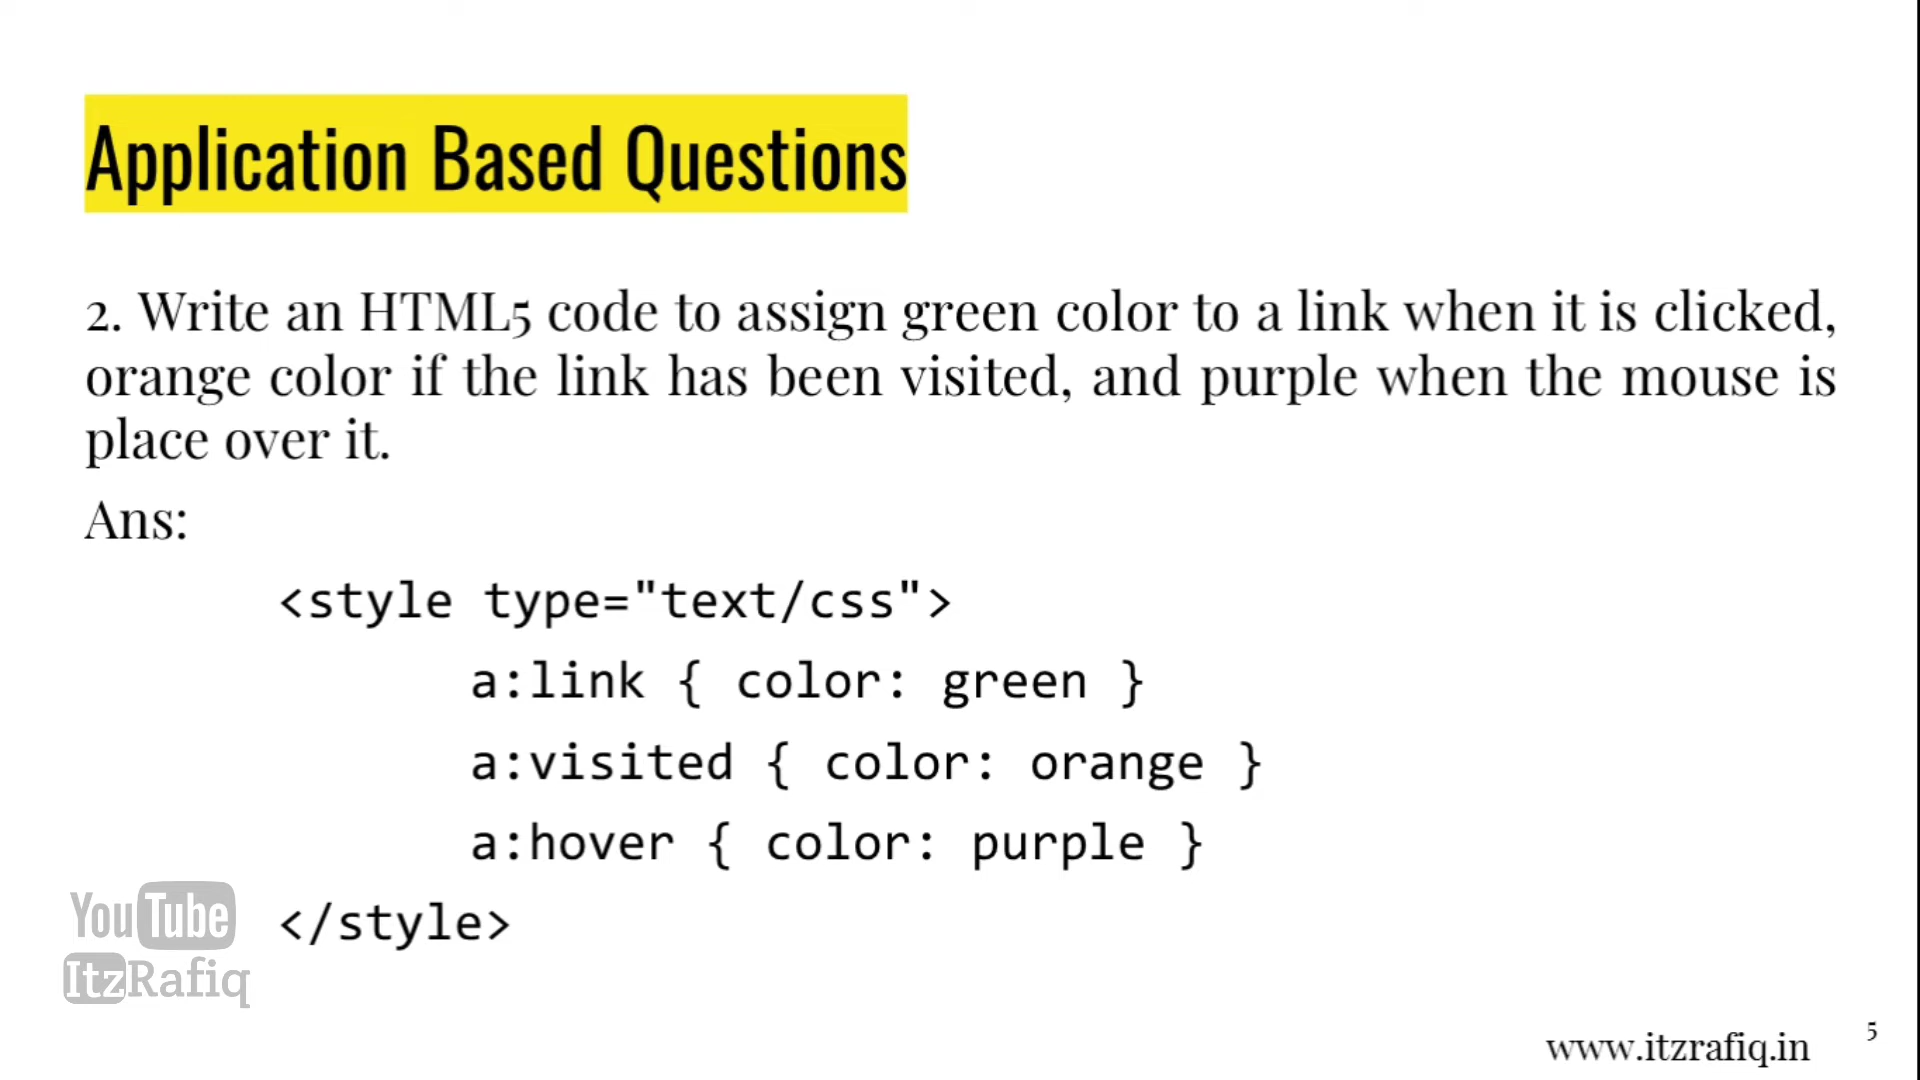 Application Based Questions
2. Write an HTML5 code to assign green color to a link when it is clicked,
orange color if the link has been visited, and purple when the mouse is
place over it.
Ans:
<style type="text/css">
a:link { color: green }
a:visited { color: orange }
a:hover { color: purple }
</style>
YouTube
ItzRafiq
www.itzrafiq.in
5